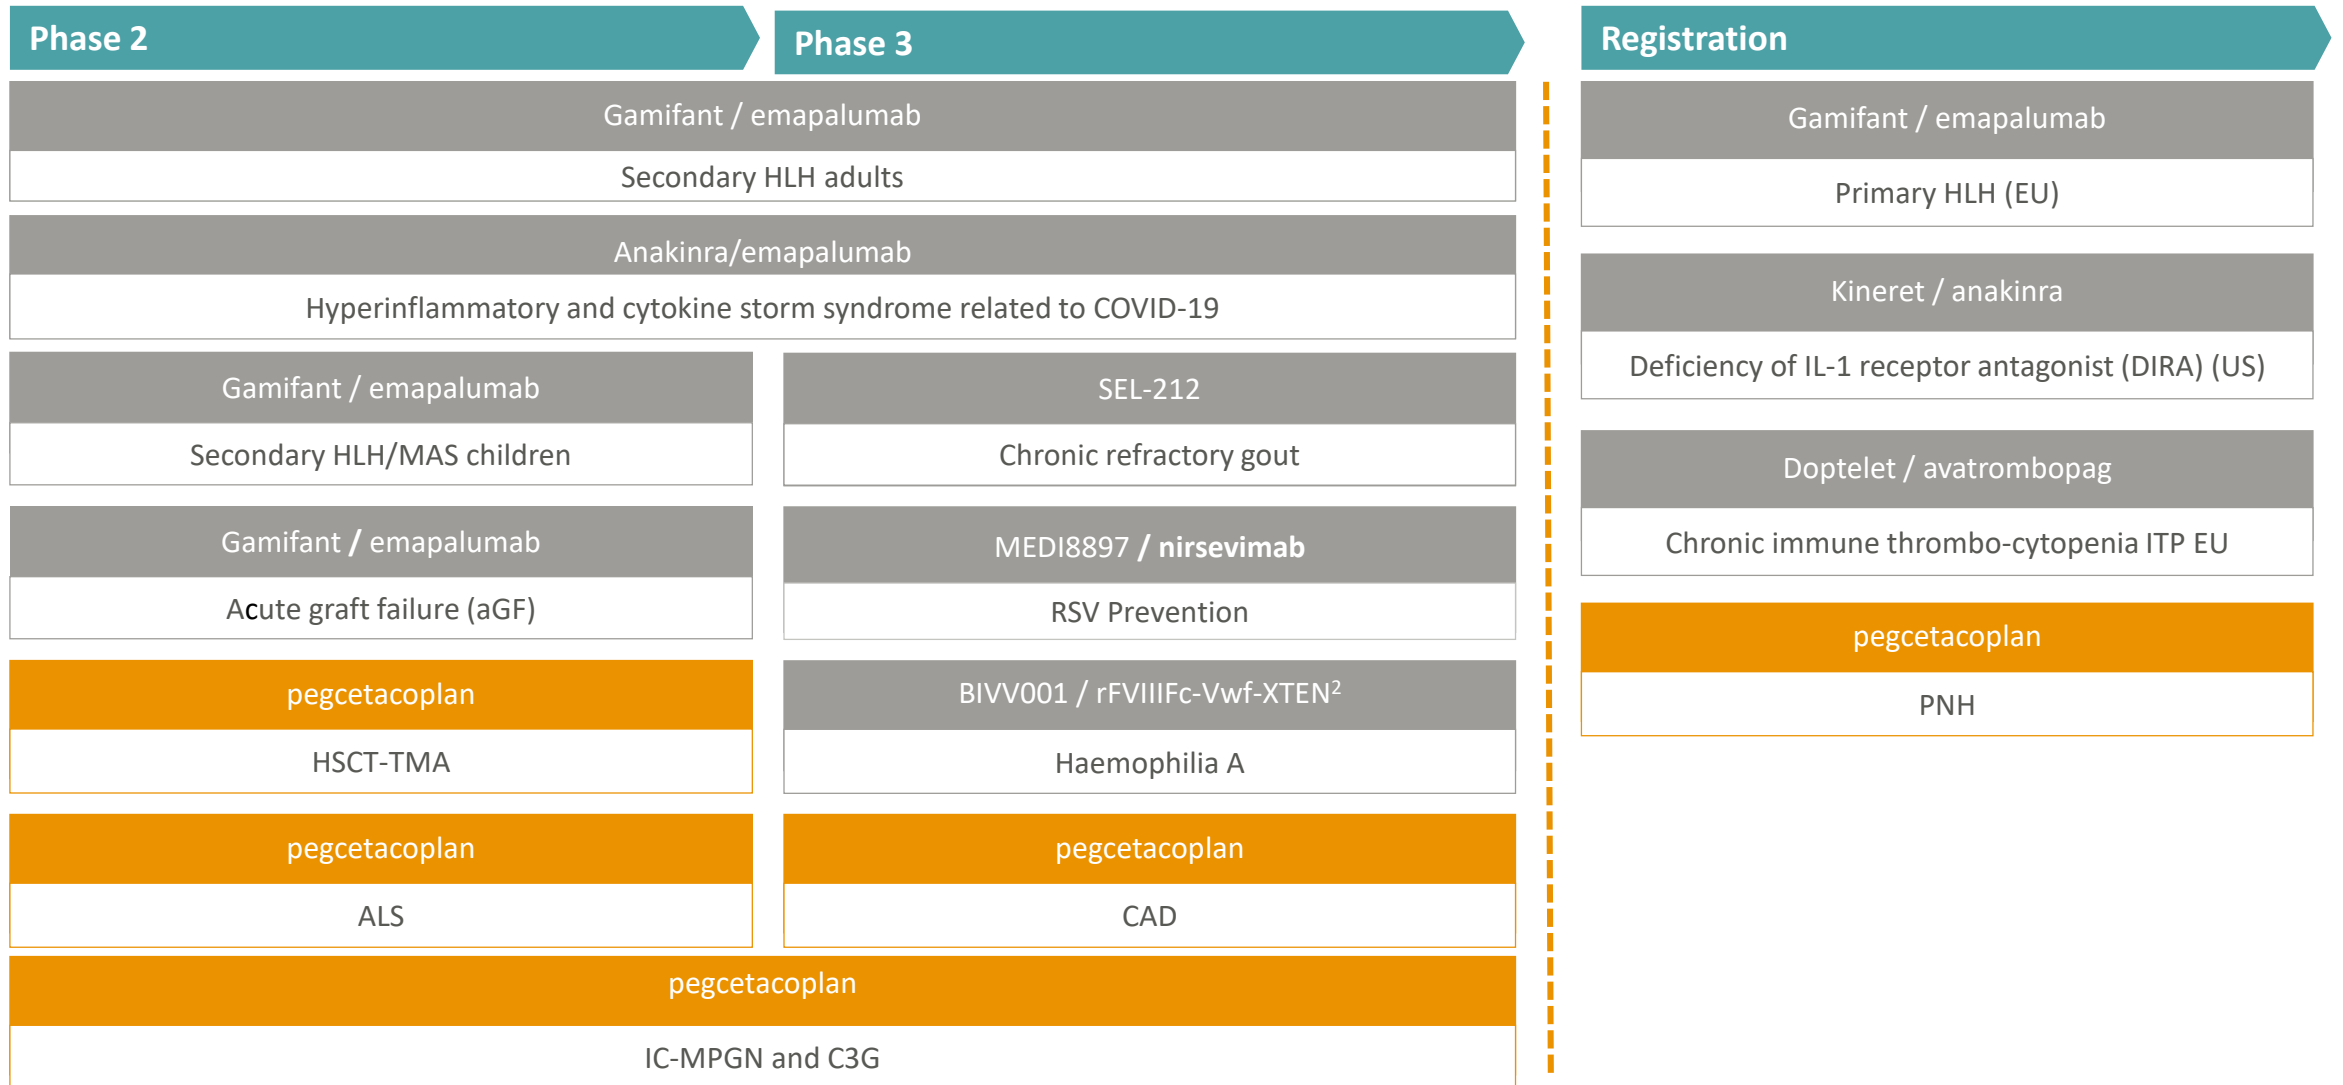 Phase 2
Phase 3
Registration
Gamifant / emapalumab
Secondary HLH adults
Anakinra/emapalumab
Hyperinflammatory and cytokine storm syndrome related to COVID-19
Gamifant / emapalumab
Secondary HLH/MAS children
SEL-212
Chronic refractory gout
Gamifant / emapalumab
Acute graft failure (aGF)
MEDI8897 / nirsevimab
RSV Prevention
pegcetacoplan
HSCT-TMA
BIVV001 / rFVIIIFc-Vwf-XTEN²
Haemophilia A
pegcetacoplan
ALS
pegcetacoplan
CAD
pegcetacoplan
IC-MPGN and C3G
Gamifant / emapalumab
Primary HLH (EU)
Kineret / anakinra
Deficiency of IL-1 receptor antagonist (DIRA) (US)
Doptelet / avatrombopag
Chronic immune thrombo-cytopenia ITP EU
pegcetacoplan
PNH